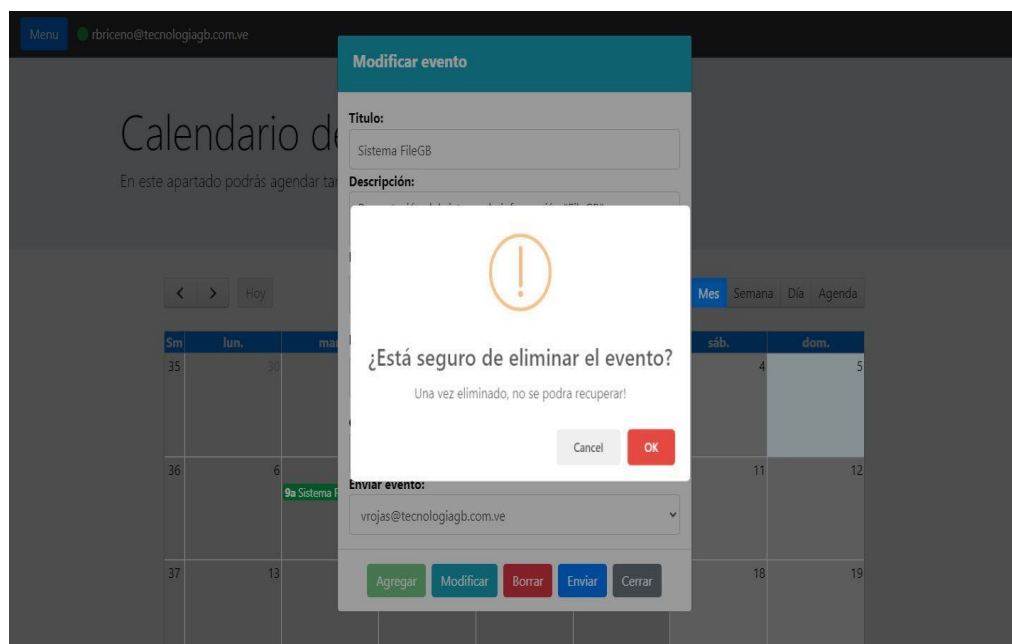 Menu
rbriceno@tecnologiagb.com.ve
Modificar evento
Calendario de
En este apartado podrás agendar tar
Titulo:
Sistema FileGB
Descripción:
¿Está seguro de eliminar el evento?
Una vez eliminado, no se podra recuperar!
Cancel OK
Enviar evento:
vrojas@tecnologiagb.com.ve
Agregar Modificar Borrar Enviar Cerrar
Hoy
Mes Semana Día Agenda
Sm lun. mar sáb. dom.
35 30 4 5
36 6 11 12
9a Sistema F
37 13 18 19